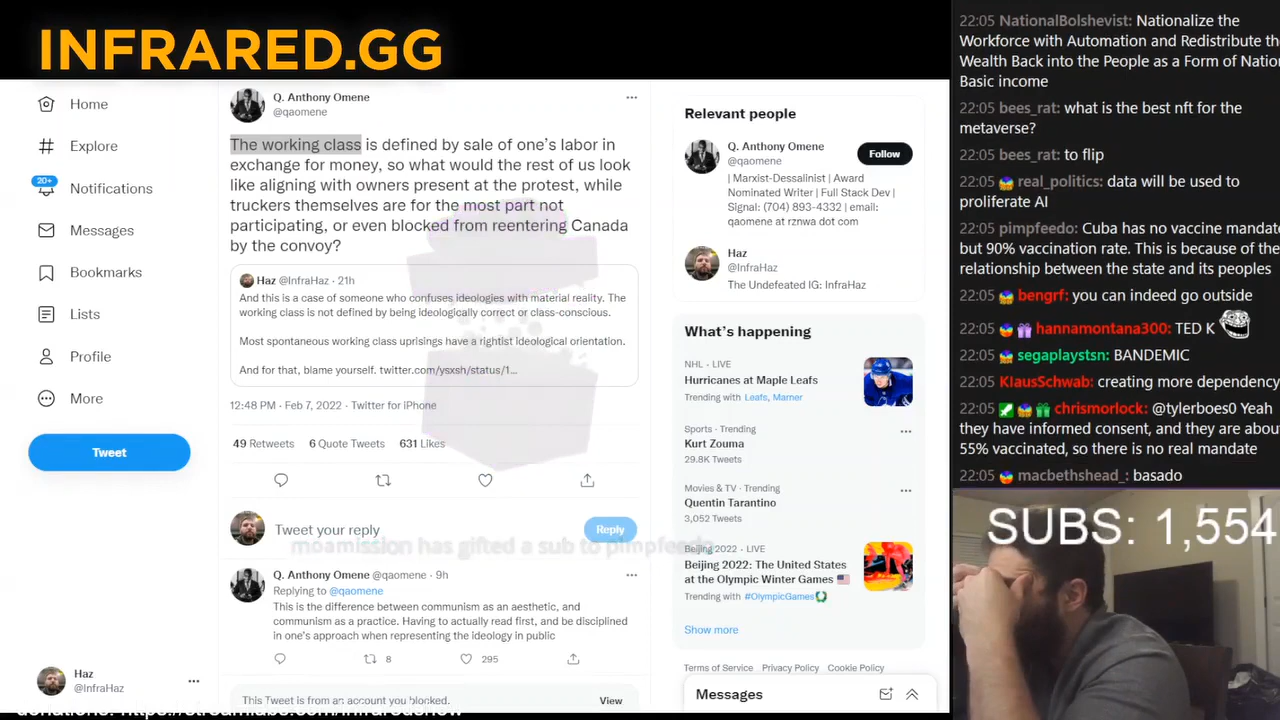 INFRARED.GG
Home
Explore
20+
Notifications
Messages
Bookmarks
Lists
Profile
More
Tweet
Haz
@InfraHaz
Q. Anthony Omene
@qaomene
The working class is defined by sale of one's labor in
exchange for money, so what would the rest of us look
like aligning with owners present at the protest, while
truckers themselves are for the most part not
participating, or even blocked from reentering Canada
by the convoy?
Haz @InfraHaz · 21h
And this is a case of someone who confuses ideologies with material reality. The
working class is not defined by being ideologically correct or class-conscious.
Most spontaneous working class uprisings have a rightist ideological orientation.
And for that, blame yourself. twitter.com/ysxsh/status/1...
12:48 PM · Feb 7, 2022 · Twitter for iPhone
49 Retweets 6 Quote Tweets 631 Likes
Tweet your reply
Reply
moamission has gifted a sub to pimpfeedo
Q. Anthony Omene @qaomene · 9h
Replying to @qaomene
This is the difference between communism as an aesthetic, and
communism as a practice. Having to actually read first, and be disciplined
in one's approach when representing the ideology in public
8 295
This Tweet is from an account you blocked.
View
donations: https://streamlabs.com/infraredshow
Relevant people
Q. Anthony Omene
@qaomene
Follow
| Marxist-Dessalinist | Award
Nominated Writer | Full Stack Dev |
Signal: (704) 893-4332 | email:
qaomene at rznwa dot com
Haz
@InfraHaz
The Undefeated IG: InfraHaz
What's happening
NHL · LIVE
Hurricanes at Maple Leafs
Trending with Leafs, Marner
Sports · Trending
Kurt Zouma
29.8K Tweets
Movies & TV · Trending
Quentin Tarantino
3,052 Tweets
Beijing 2022 · LIVE
Beijing 2022: The United States
at the Olympic Winter Games
Trending with #OlympicGames
Show more
Terms of Service Privacy Policy Cookie Policy
Messages
22:05 NationalBolshevist: Nationalize the
Workforce with Automation and Redistribute th
Wealth Back into the People as a Form of Natio
Basic income
22:05 bees_rat: what is the best nft for the
metaverse?
22:05 bees_rat: to flip
22:05 real_politics: data will be used to
proliferate AI
22:05 pimpfeedo: Cuba has no vaccine mandat
but 90% vaccination rate. This is because of the
relationship between the state and its peoples
22:05 bengrf: you can indeed go outside
22:05 hannamontana300: TED K
22:05 segaplaystsn: BANDEMIC
22:05 KlausSchwab: creating more dependency
22:05 chrismorlock: @tylerboes0 Yeah
they have informed consent, and they are abou
55% vaccinated, so there is no real mandate
22:05 macbethshead_: basado
SUBS: 1,554